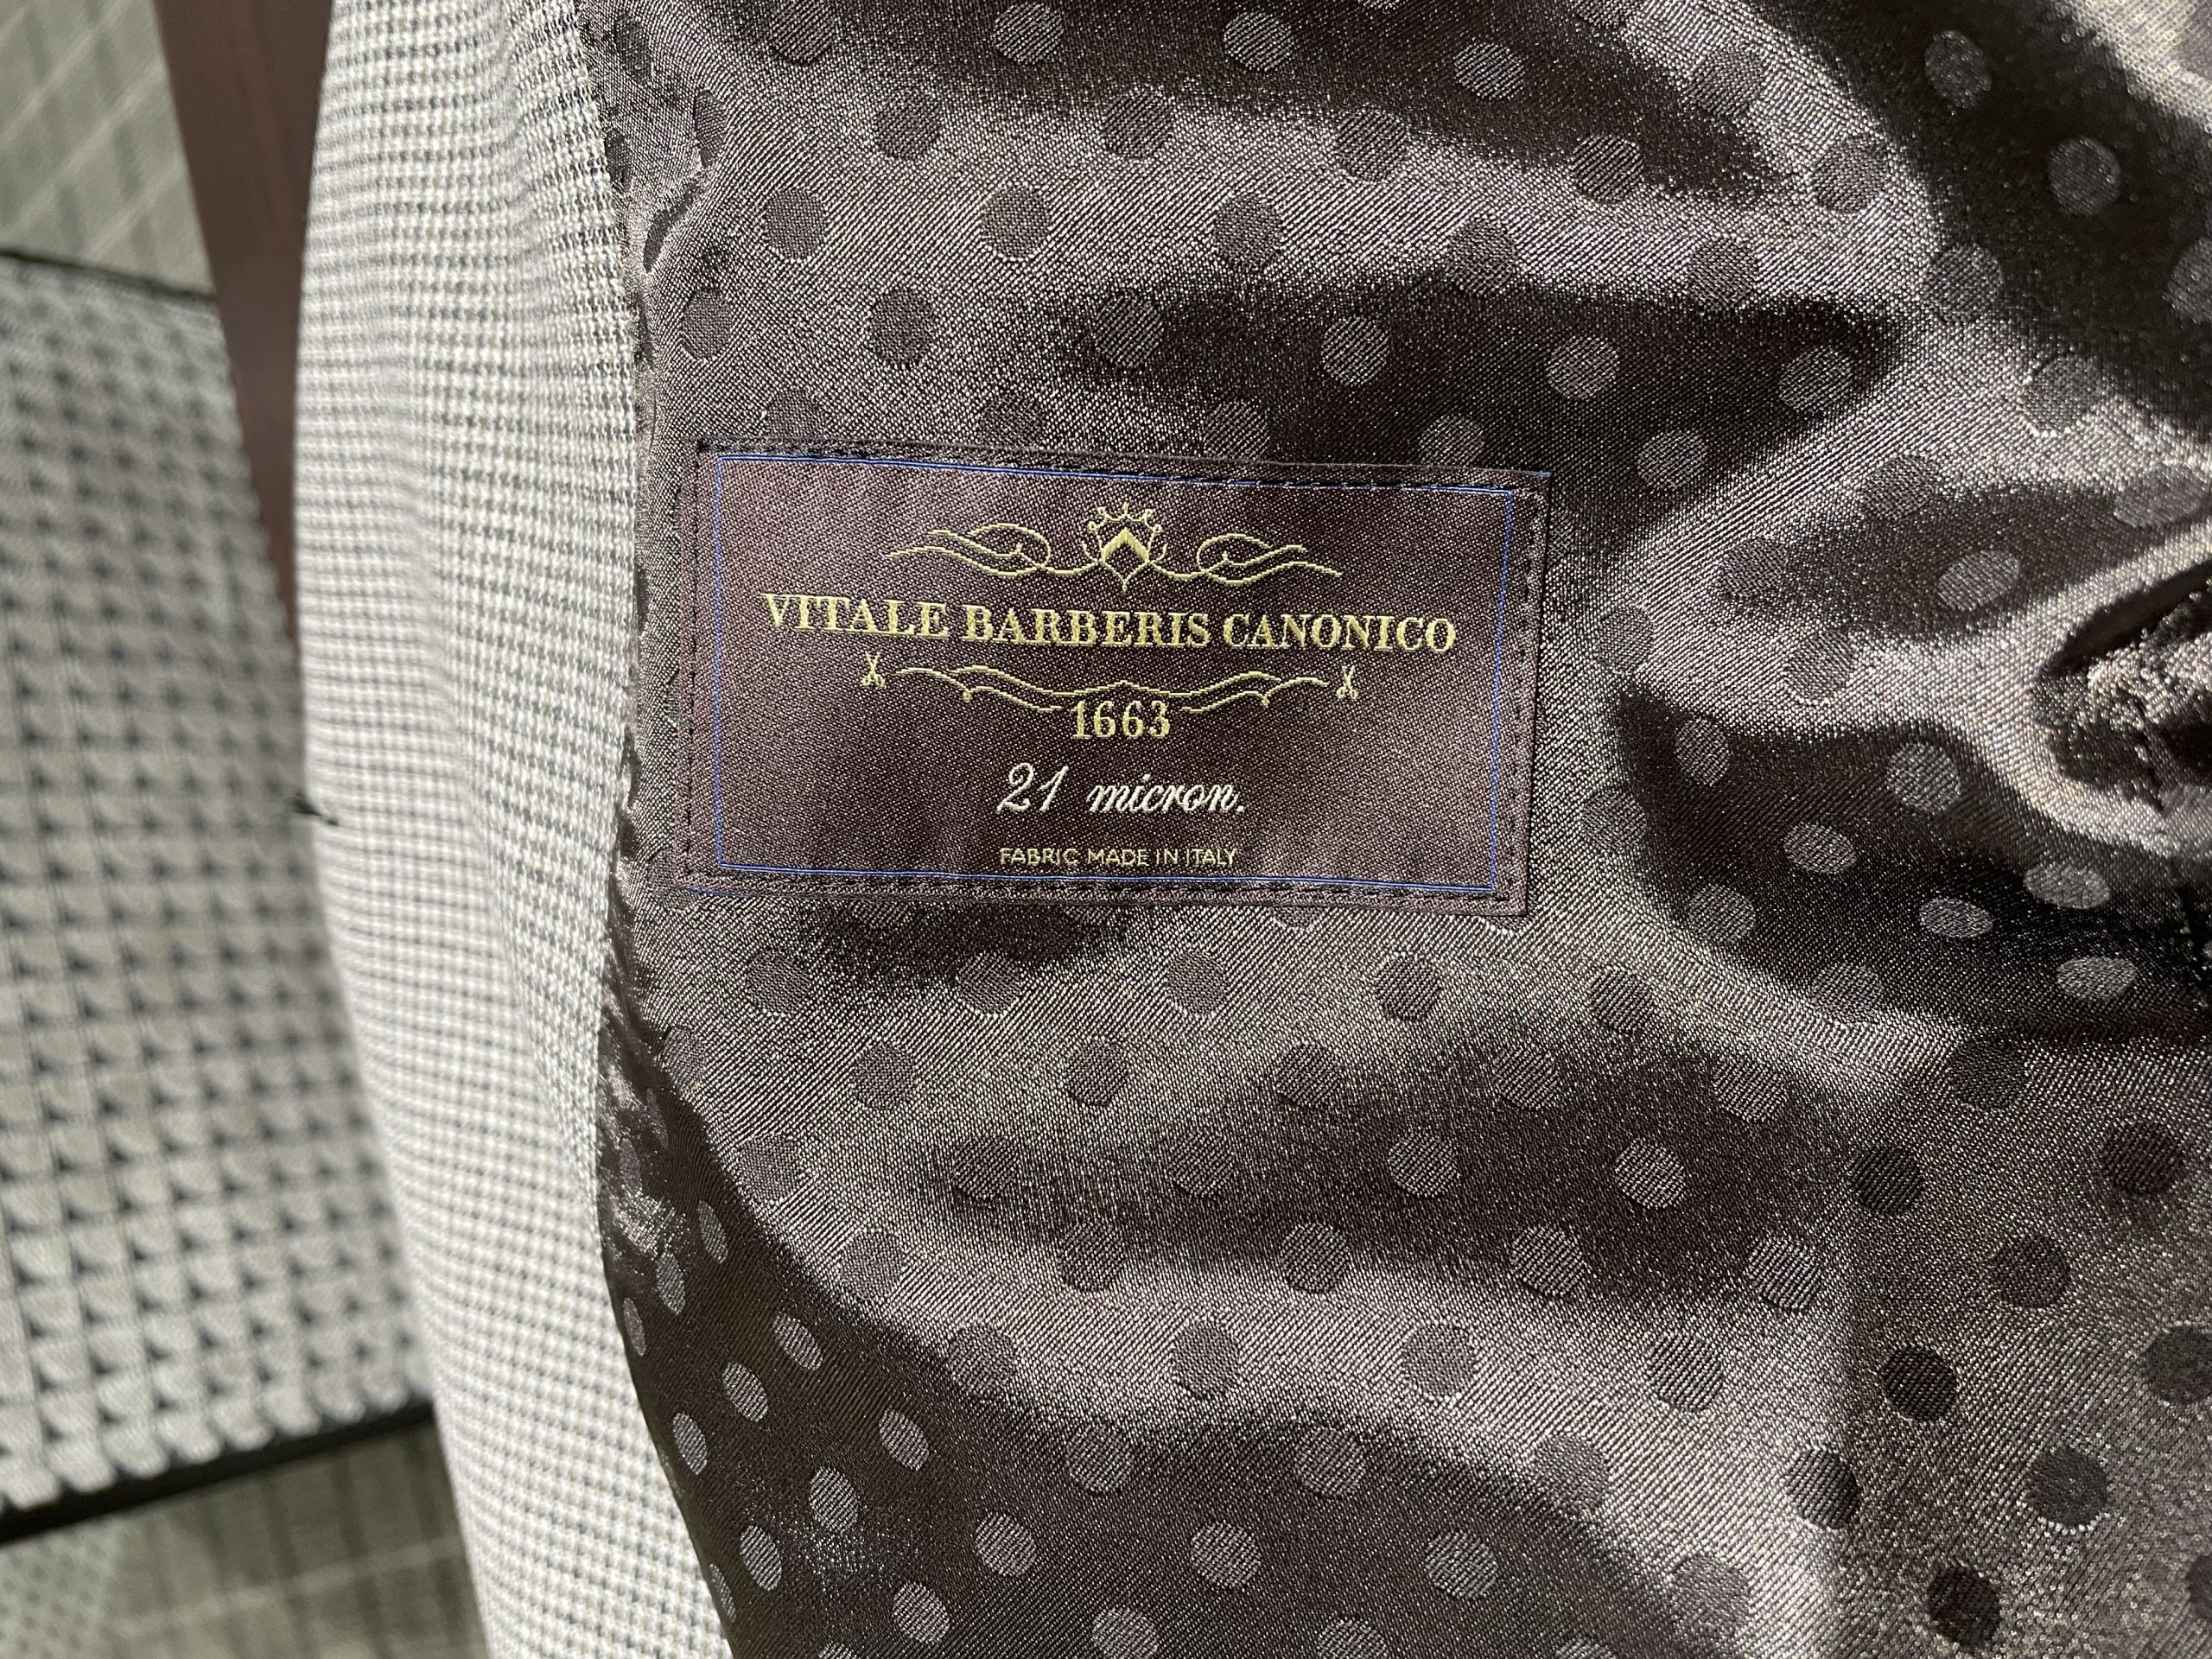 VITALE BARBERIS CANONICO
1663
21 micron.
FABRIC MADE IN ITALY